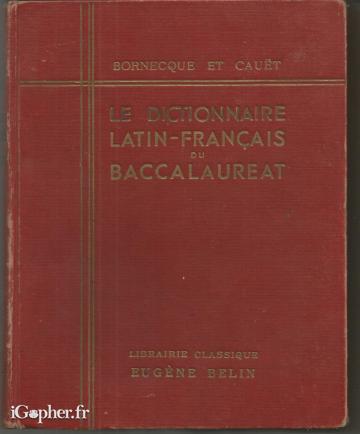 BORNECQUE ET CAUËT
LE DICTIONNAIRE
LATIN-FRANÇAIS
DU
BACCALAUREAT
LIBRAIRIE CLASSIQUE
EUGÈNE BELIN
iGopher.fr